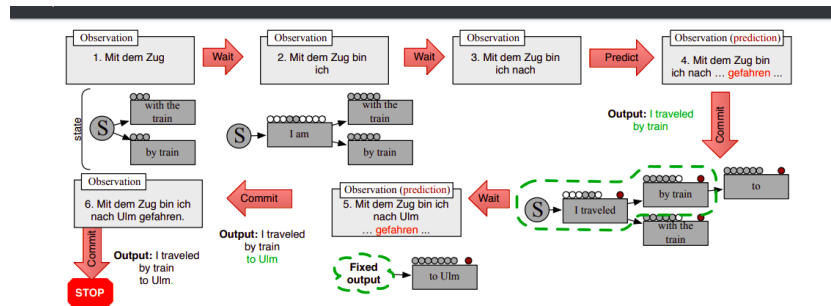 Observation
1. Mit dem Zug
Wait
Observation
2. Mit dem Zug bin
ich
Wait
Observation
3. Mit dem Zug bin
ich nach
Predict
Observation (prediction)
4. Mit dem Zug bin
ich nach ... gefahren ...
state
S
with the
train
by train
S
I am
with the
train
by train
Output: I traveled
by train
Commit
S
I traveled
by train
to
with the
train
Wait
Observation (prediction)
5. Mit dem Zug bin ich
nach Ulm
... gefahren ...
Output: I traveled
by train
to Ulm
Fixed
output
to Ulm
Commit
Observation
6. Mit dem Zug bin ich
nach Ulm gefahren.
Commit
Output: I traveled
by train
to Ulm.
STOP